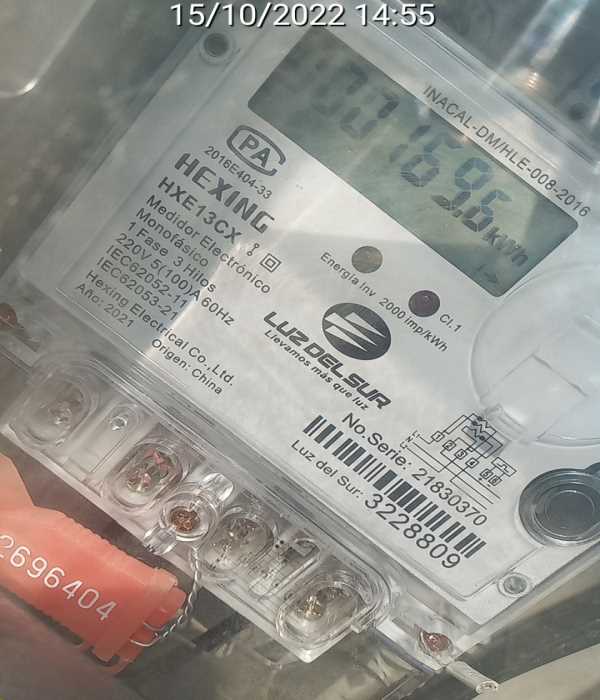 15/10/2022 14:55
INACAL-DM/HLE-008-2016
001696 kWh
PA
2016E404-33
HEXING
HXE13CX
Medidor Electrónico
Monofásico
1 Fase 3 Hilos
220V 5(100)A 60Hz
IEC62052-11
IEC62053-21
Hexing Electrical Co., Ltd.
Año: 2021
Origen: China
Energía Inv 2000 imp/kWh
Cl.1
LUZ DEL SUR
Llevamos más que luz
No.Serie: 21830370
Luz del Sur: 3228809
2696404